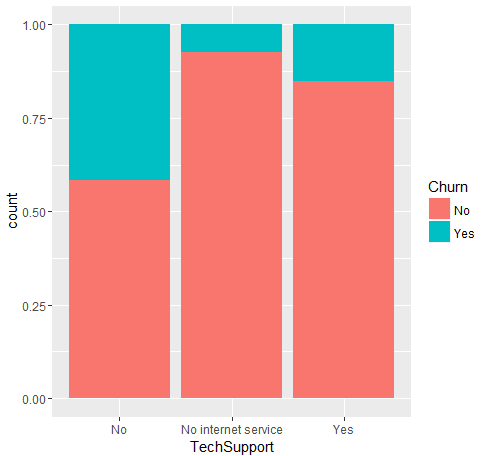 1.00
0.75
0.50
0.25
0.00
count
No
No internet service
Yes
TechSupport
Churn
No
Yes